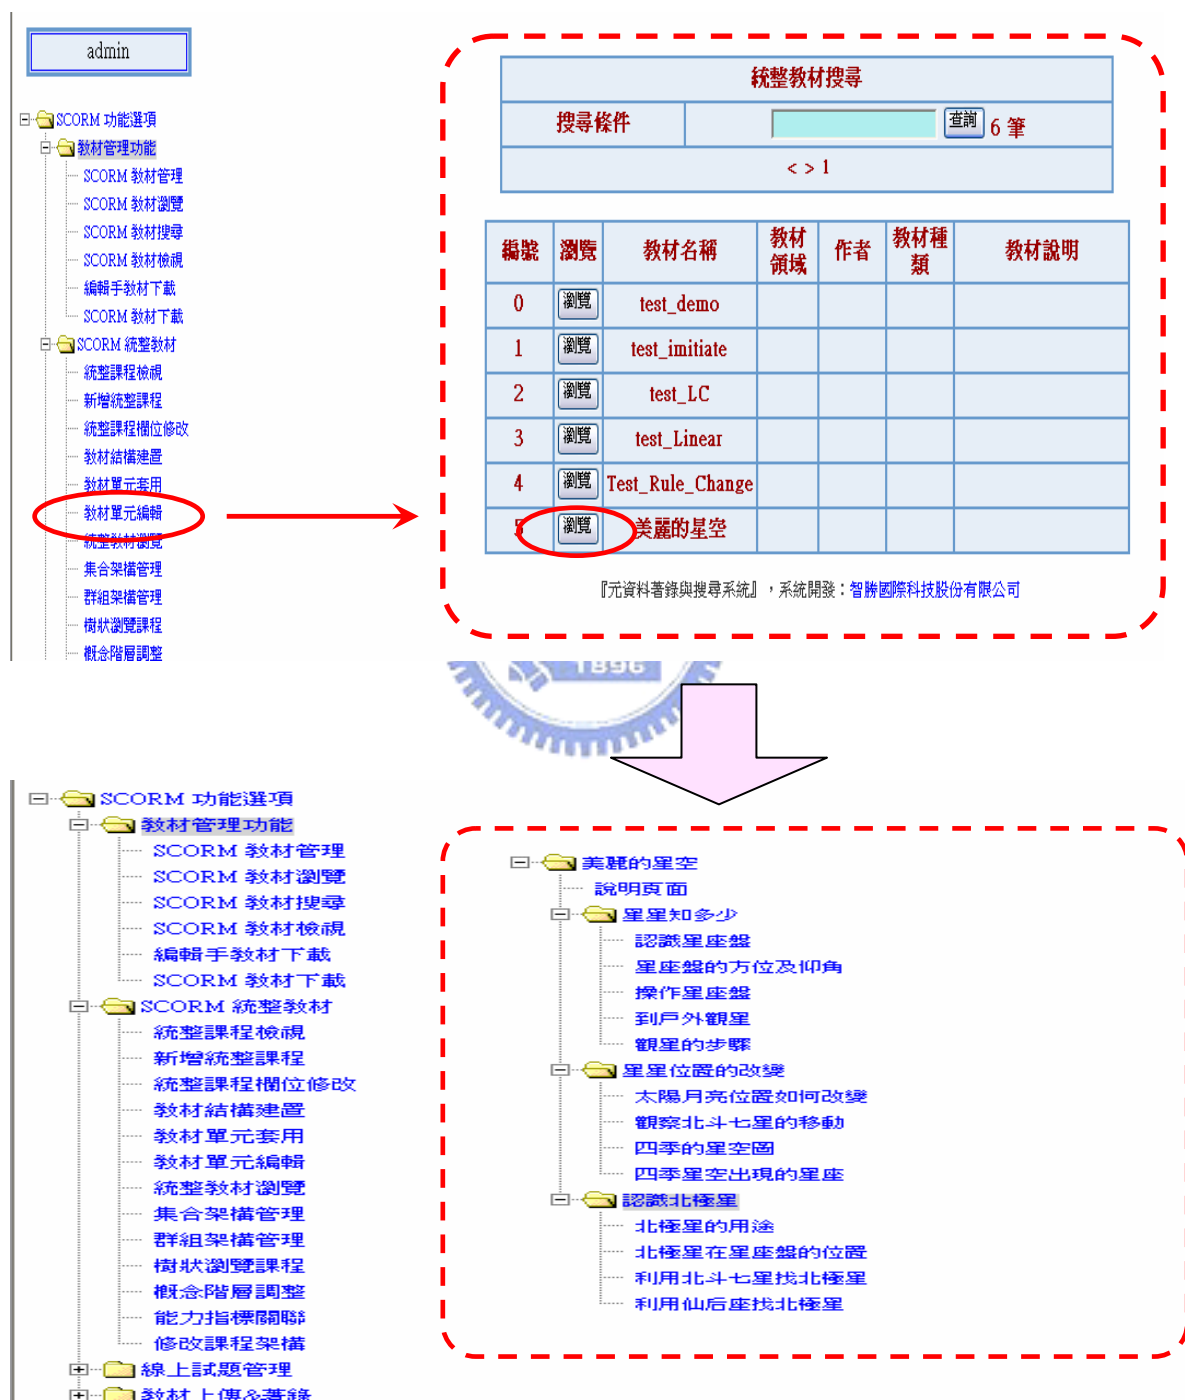 admin
SCORM 功能選項
教材管理功能
SCORM 教材管理
SCORM 教材瀏覽
SCORM 教材搜尋
SCORM 教材檢視
編輯手教材下載
SCORM 教材下載
SCORM 統整教材
統整課程檢視
新增統整課程
統整課程欄位修改
教材結構建置
教材單元套用
教材單元編輯
統整教材瀏覽
集合架構管理
群組架構管理
樹狀瀏覽課程
概念階層調整
統整教材搜尋
搜尋條件 查詢 6 筆
< > 1
編號 瀏覽 教材名稱 教材領域 作者 教材種類 教材說明
0 瀏覽 test_demo
1 瀏覽 test_imitiate
2 瀏覽 test_LC
3 瀏覽 test_Linear
4 瀏覽 Test_Rule_Change
5 瀏覽 美麗的星空
『元資料著錄與搜尋系統』，系統開發：智勝國際科技股份有限公司
1896
SCORM 功能選項
教材管理功能
SCORM 教材管理
SCORM 教材瀏覽
SCORM 教材搜尋
SCORM 教材檢視
編輯手教材下載
SCORM 教材下載
SCORM 統整教材
統整課程檢視
新增統整課程
統整課程欄位修改
教材結構建置
教材單元套用
教材單元編輯
統整教材瀏覽
集合架構管理
群組架構管理
樹狀瀏覽課程
概念階層調整
能力指標關聯
修改課程架構
線上試題管理
教材上傳&著錄
美麗的星空
說明頁面
星星知多少
認識星座盤
星座盤的方位及仰角
操作星座盤
到戶外觀星
觀星的步驟
星星位置的改變
太陽月亮位置如何改變
觀察北斗七星的移動
四季的星空圖
四季星空出現的星座
認識北極星
北極星的用途
北極星在星座盤的位置
利用北斗七星找北極星
利用仙后座找北極星